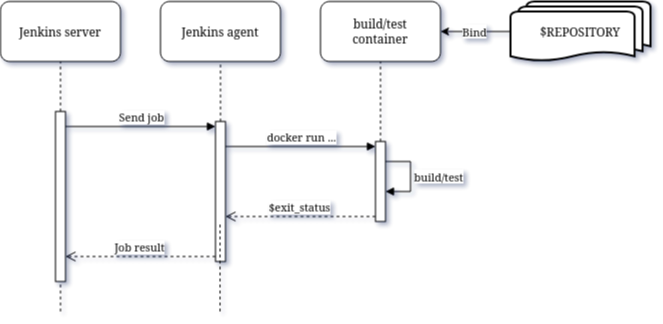 Jenkins server
Jenkins agent
build/test
container
Bind
$REPOSITORY
Send job
docker run ...
build/test
$exit_status
Job result